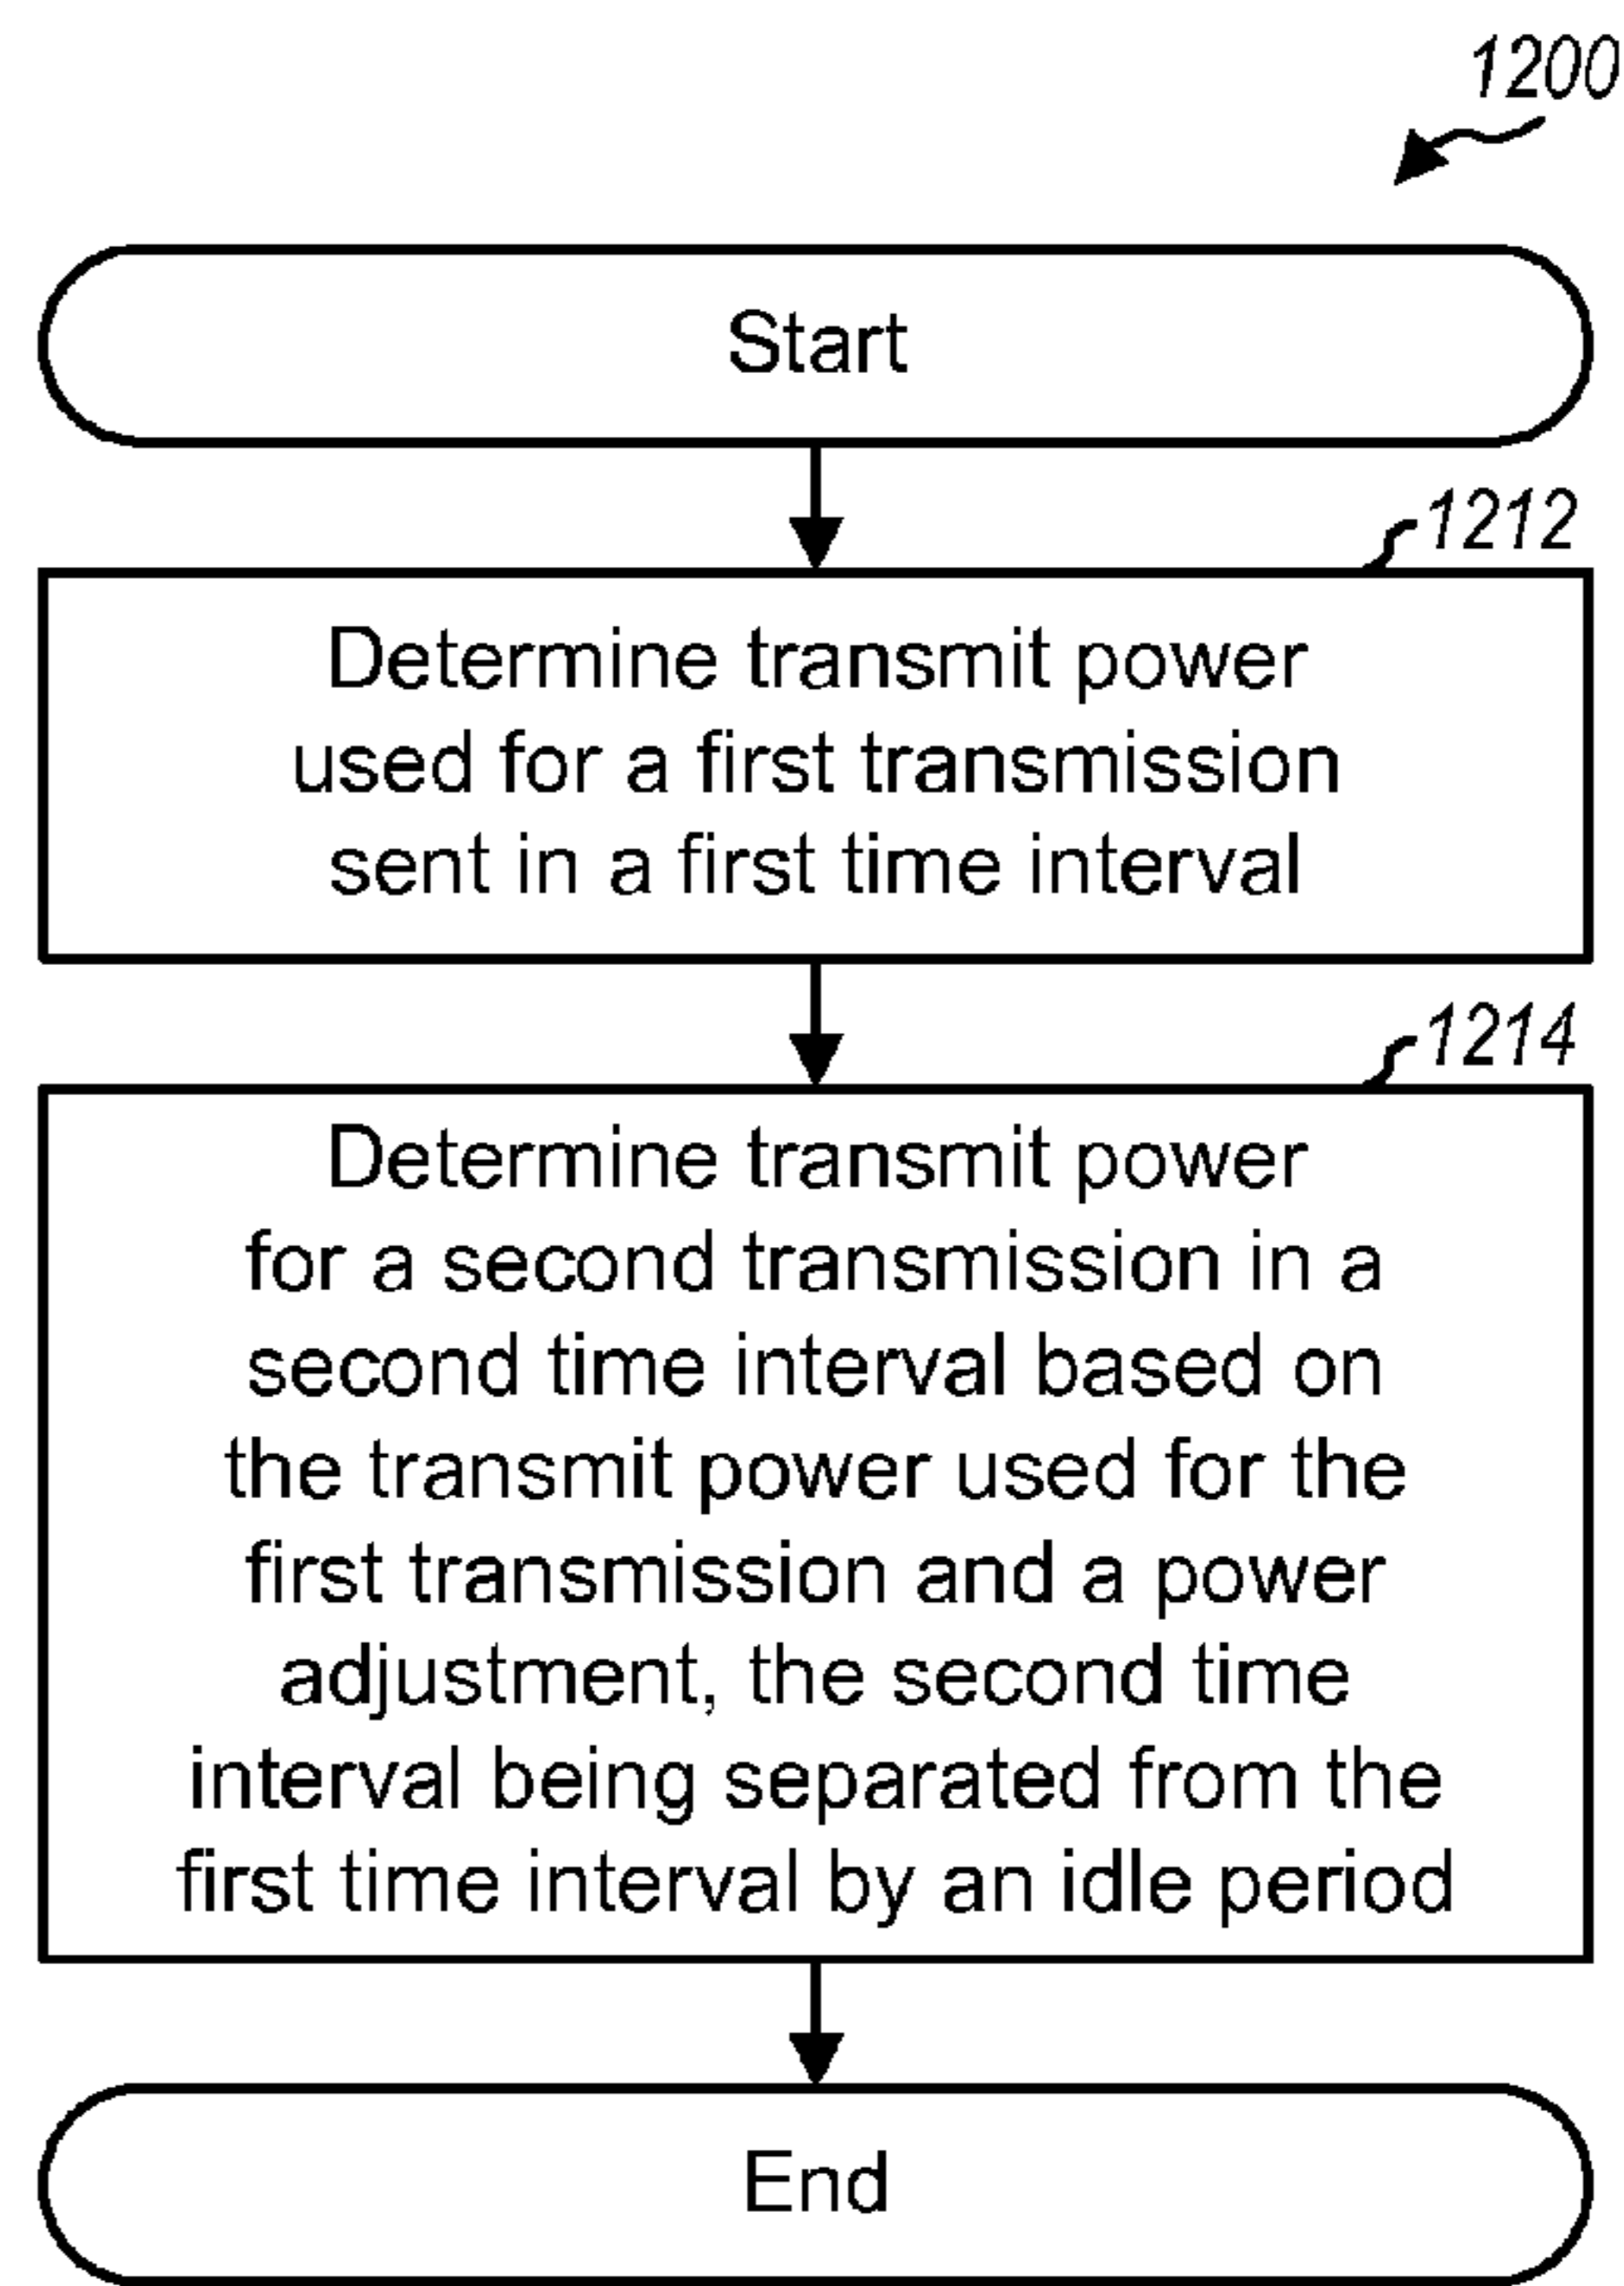 1200
Start
1212
Determine transmit power
used for a first transmission
sent in a first time interval
1214
Determine transmit power
for a second transmission in a
second time interval based on
the transmit power used for the
first transmission and a power
adjustment, the second time
interval being separated from the
first time interval by an idle period
End